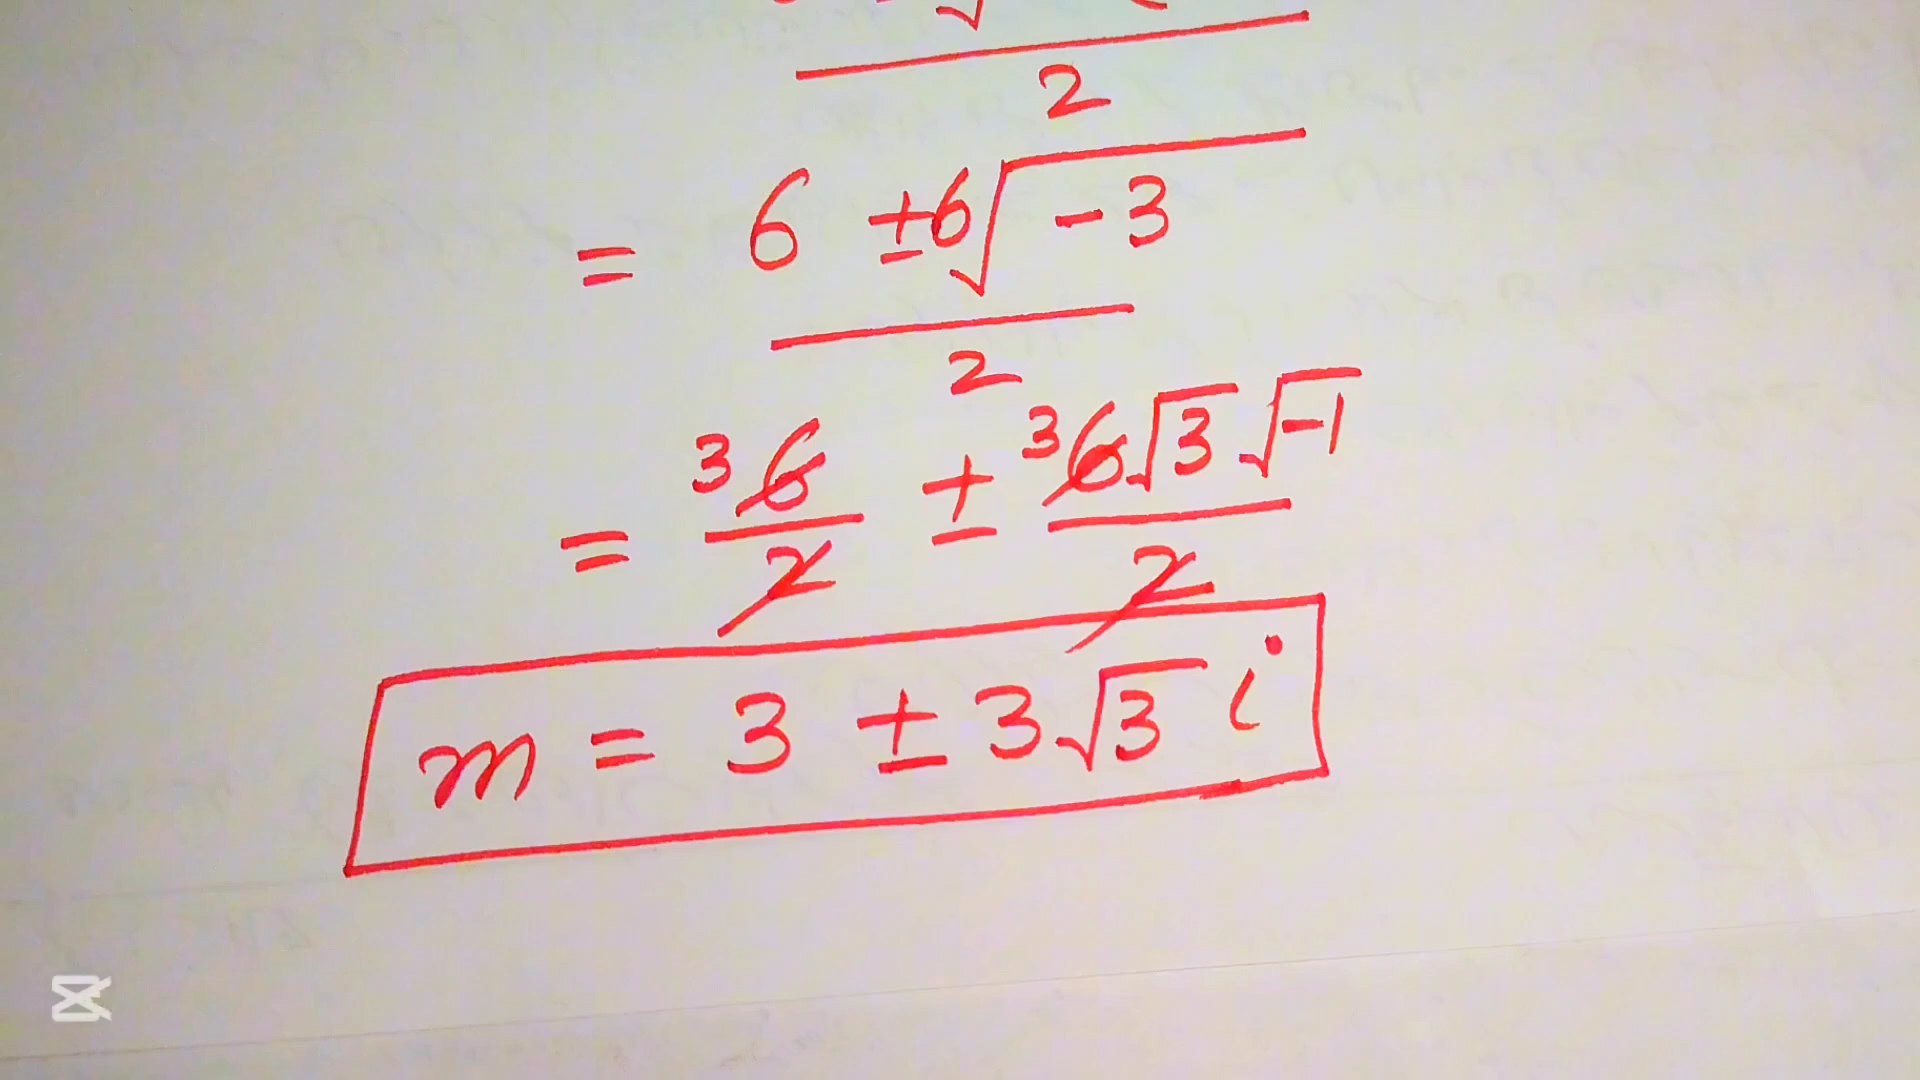 2
= 6 ±6√-3
2
= ³6 ± ³6√3 √-1
2 2
m = 3 ± 3√3 i